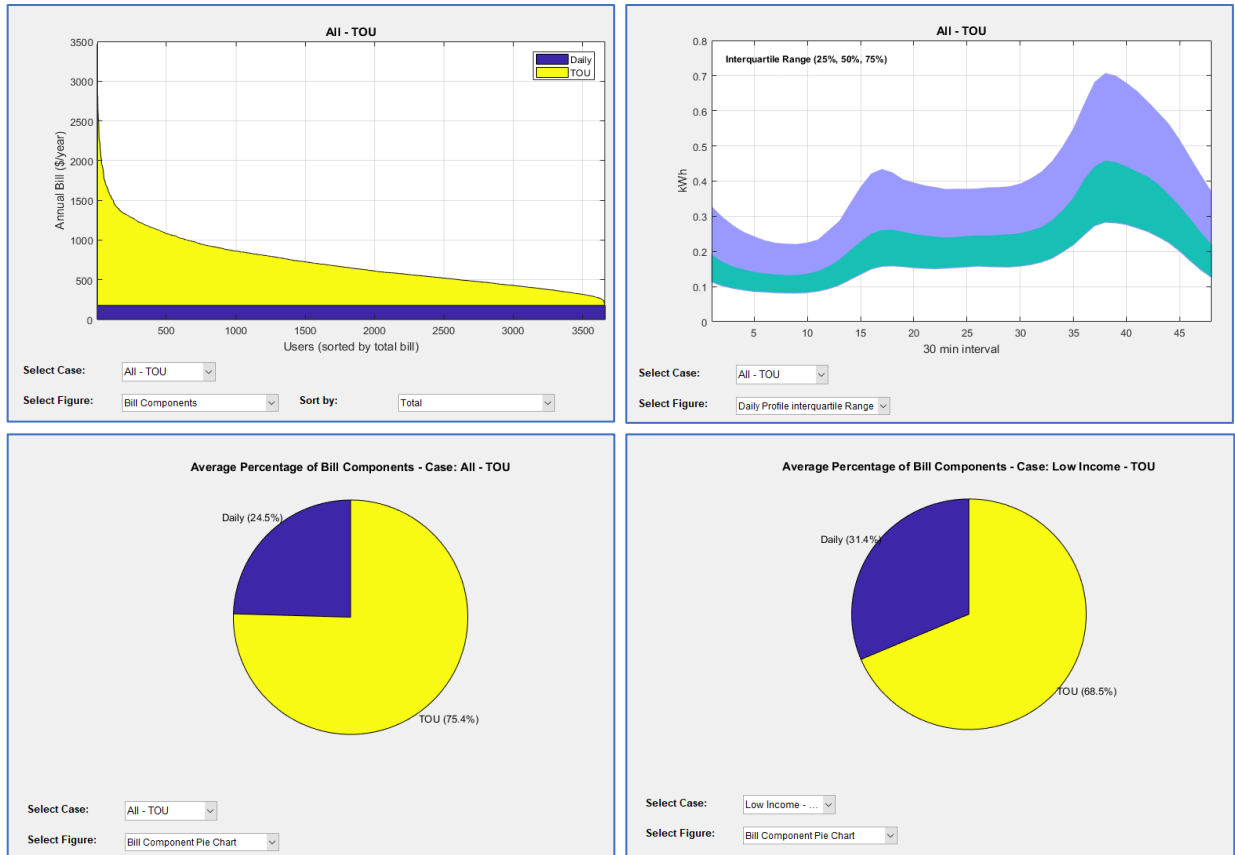 All - TOU
3500
3000
2500
2000
1500
1000
500
0
Annual Bill ($/year)
Daily
TOU
500
1000
1500
2000
2500
3000
3500
Users (sorted by total bill)
Select Case:
All - TOU
Select Figure:
Bill Components
Sort by:
Total
All - TOU
Interquartile Range (25%, 50%, 75%)
0.8
0.7
0.6
0.5
0.4
0.3
0.2
0.1
0
kWh
5
10
15
20
25
30
35
40
45
30 min interval
Select Case:
All - TOU
Select Figure:
Daily Profile interquartile Range
Average Percentage of Bill Components - Case: All - TOU
Daily (24.5%)
TOU (75.4%)
Select Case:
All - TOU
Select Figure:
Bill Component Pie Chart
Average Percentage of Bill Components - Case: Low Income - TOU
Daily (31.4%)
TOU (68.5%)
Select Case:
Low Income - ...
Select Figure:
Bill Component Pie Chart